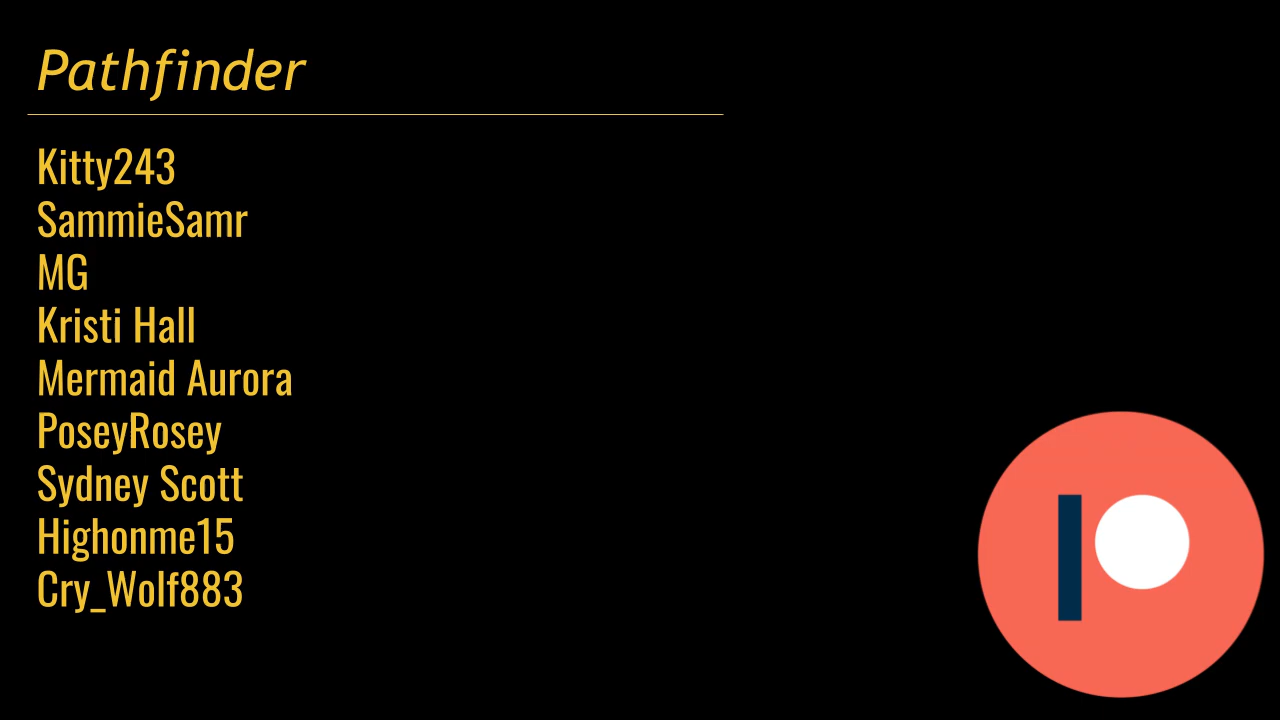 Pathfinder
Kitty243
SammieSamr
MG
Kristi Hall
Mermaid Aurora
PoseyRosey
Sydney Scott
Highonme15
Cry_Wolf883